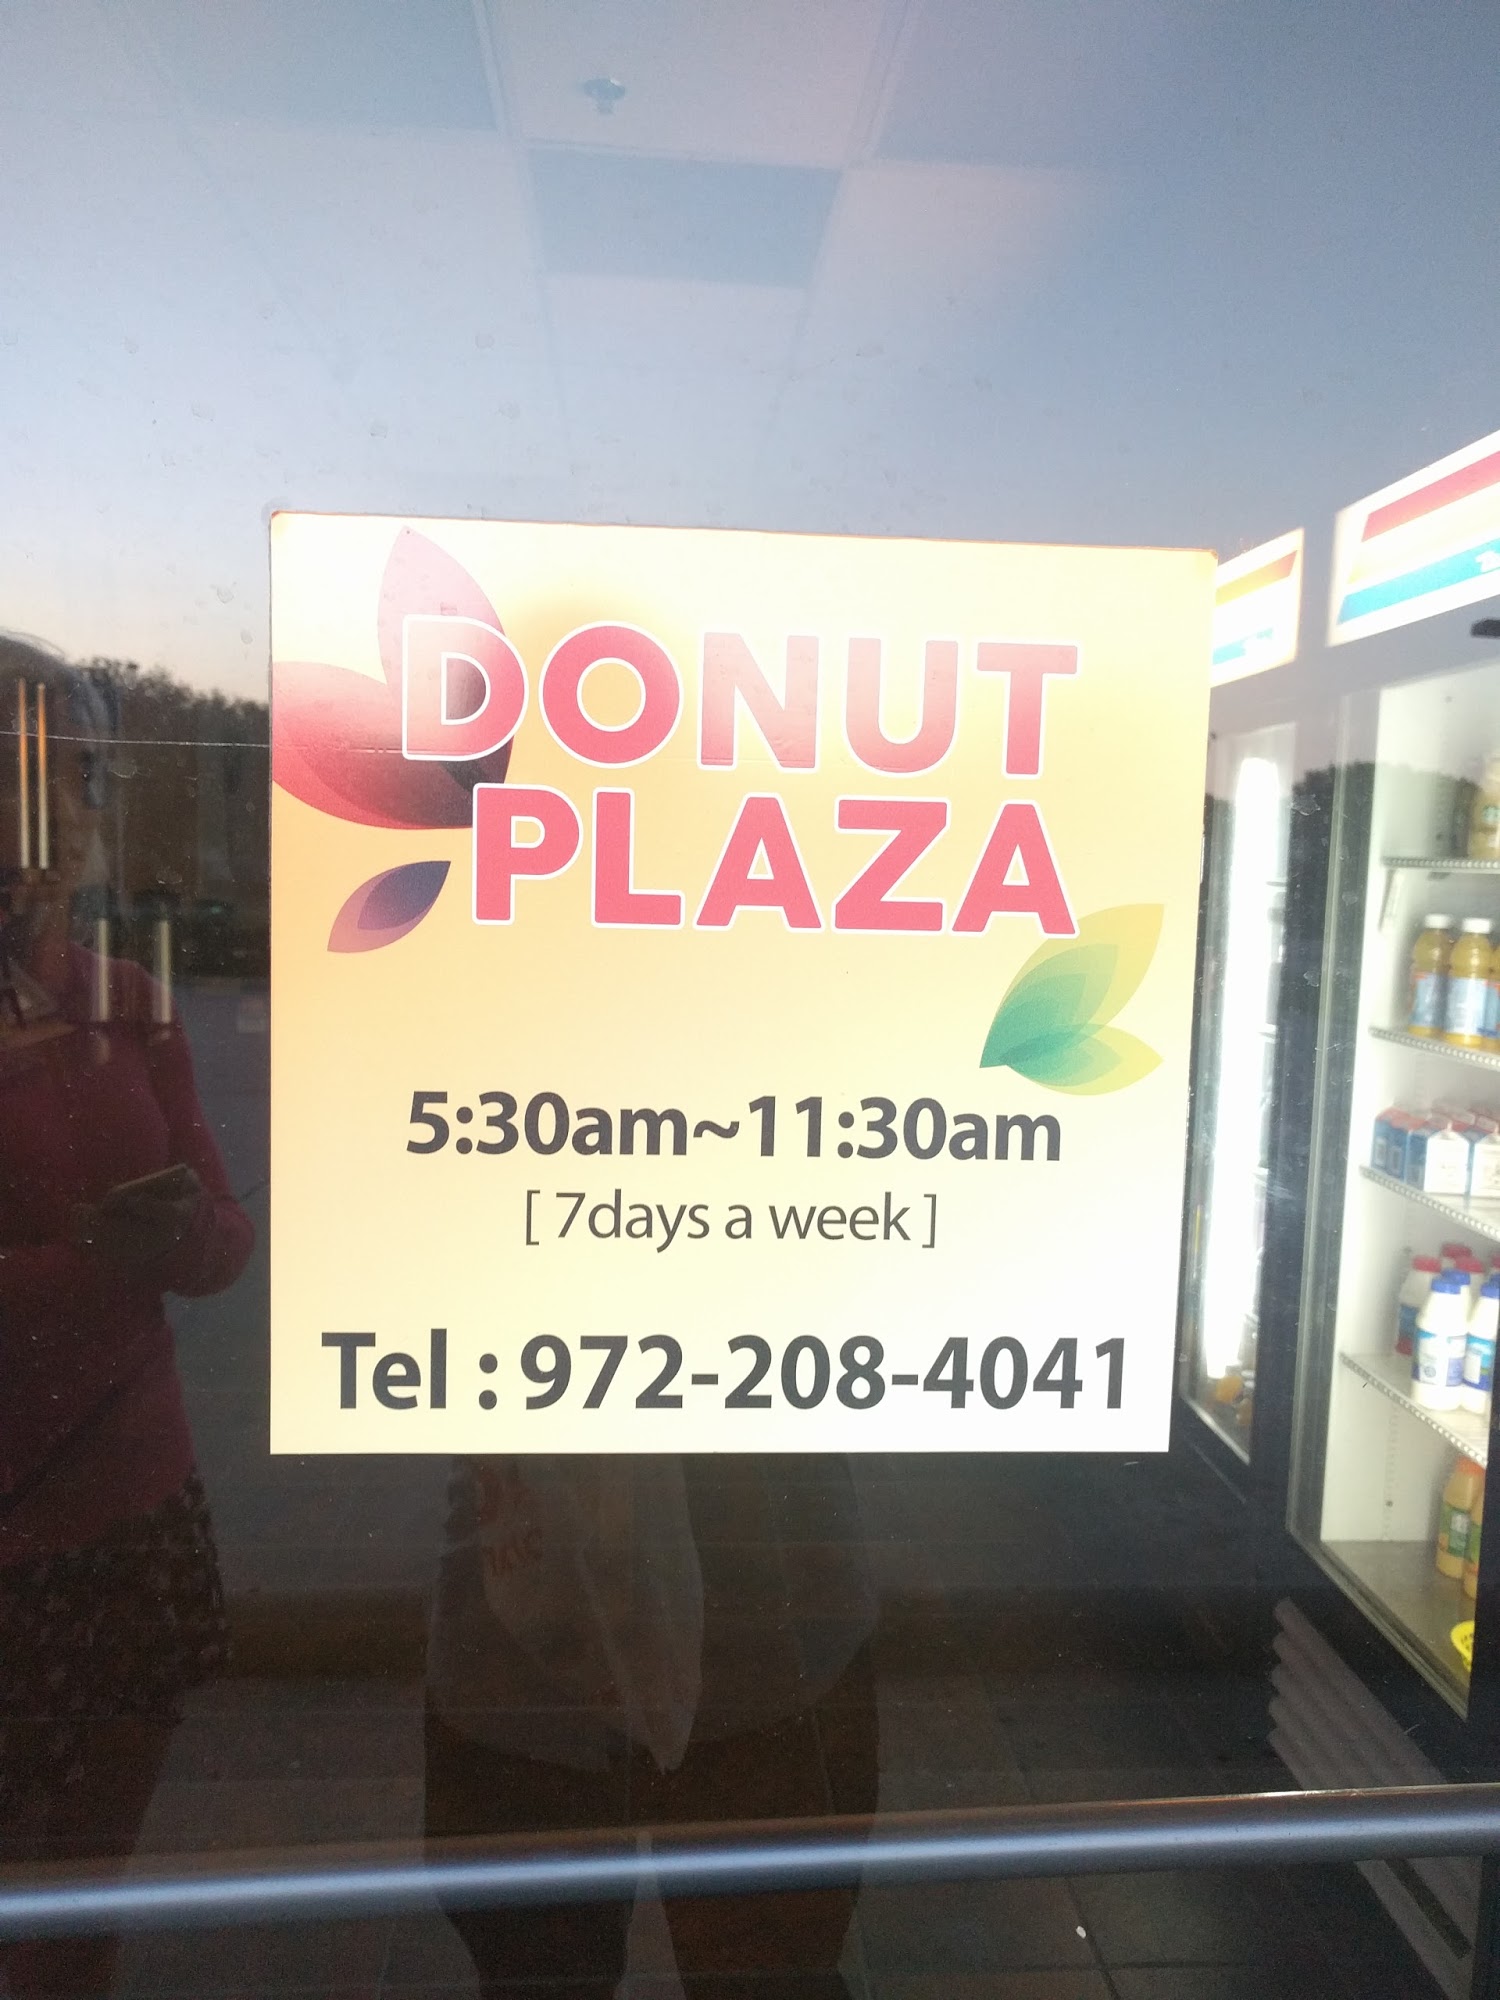 DONUT
PLAZA
5:30am~11:30am
[ 7days a week ]
Tel : 972-208-4041